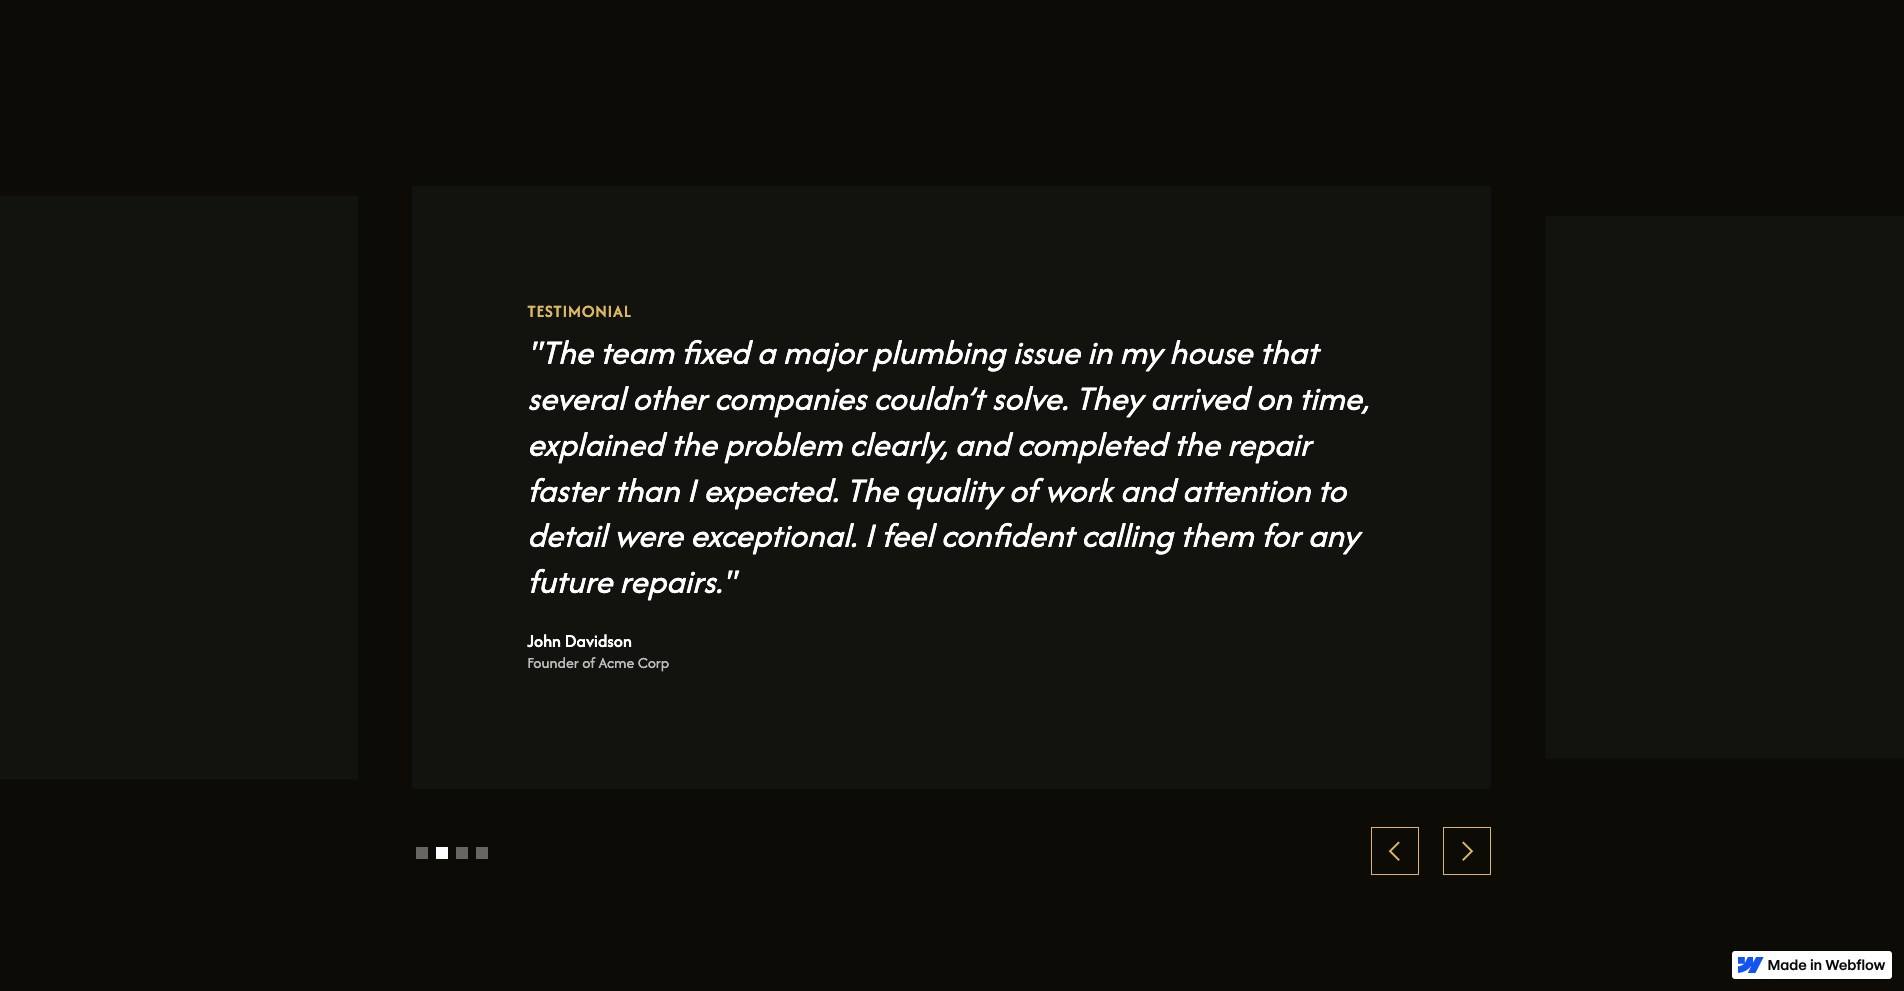 TESTIMONIAL
"The team fixed a major plumbing issue in my house that
several other companies couldn’t solve. They arrived on time,
explained the problem clearly, and completed the repair
faster than I expected. The quality of work and attention to
detail were exceptional. I feel confident calling them for any
future repairs."
John Davidson
Founder of Acme Corp
Made in Webflow